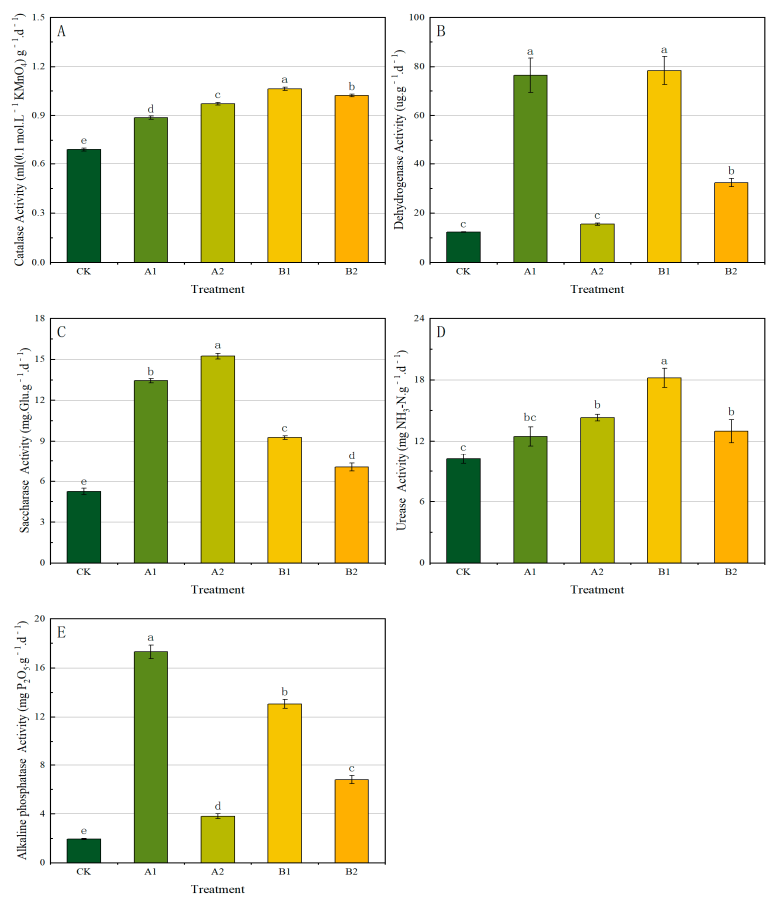 A
Catalase Activity (ml(0.1 mol.L⁻¹KMnO₄) g⁻¹.d⁻¹)
1.5
1.2
0.9
0.6
0.3
0.0
e
d
c
a
b
CK
A1
A2
B1
B2
Treatment
B
Dehydrogenase Activity (ug.g⁻¹.d⁻¹)
100
80
60
40
20
0
c
a
c
a
b
CK
A1
A2
B1
B2
Treatment
C
Saccharase Activity (mg.Glu.g⁻¹.d⁻¹)
18
15
12
9
6
3
0
e
b
a
c
d
CK
A1
A2
B1
B2
Treatment
D
Urease Activity (mg NH₃-N.g⁻¹.d⁻¹)
24
18
12
6
0
c
bc
b
a
b
CK
A1
A2
B1
B2
Treatment
E
Alkaline phosphatase Activity (mg P₂O₅.g⁻¹.d⁻¹)
20
16
12
8
4
0
e
a
d
b
c
CK
A1
A2
B1
B2
Treatment